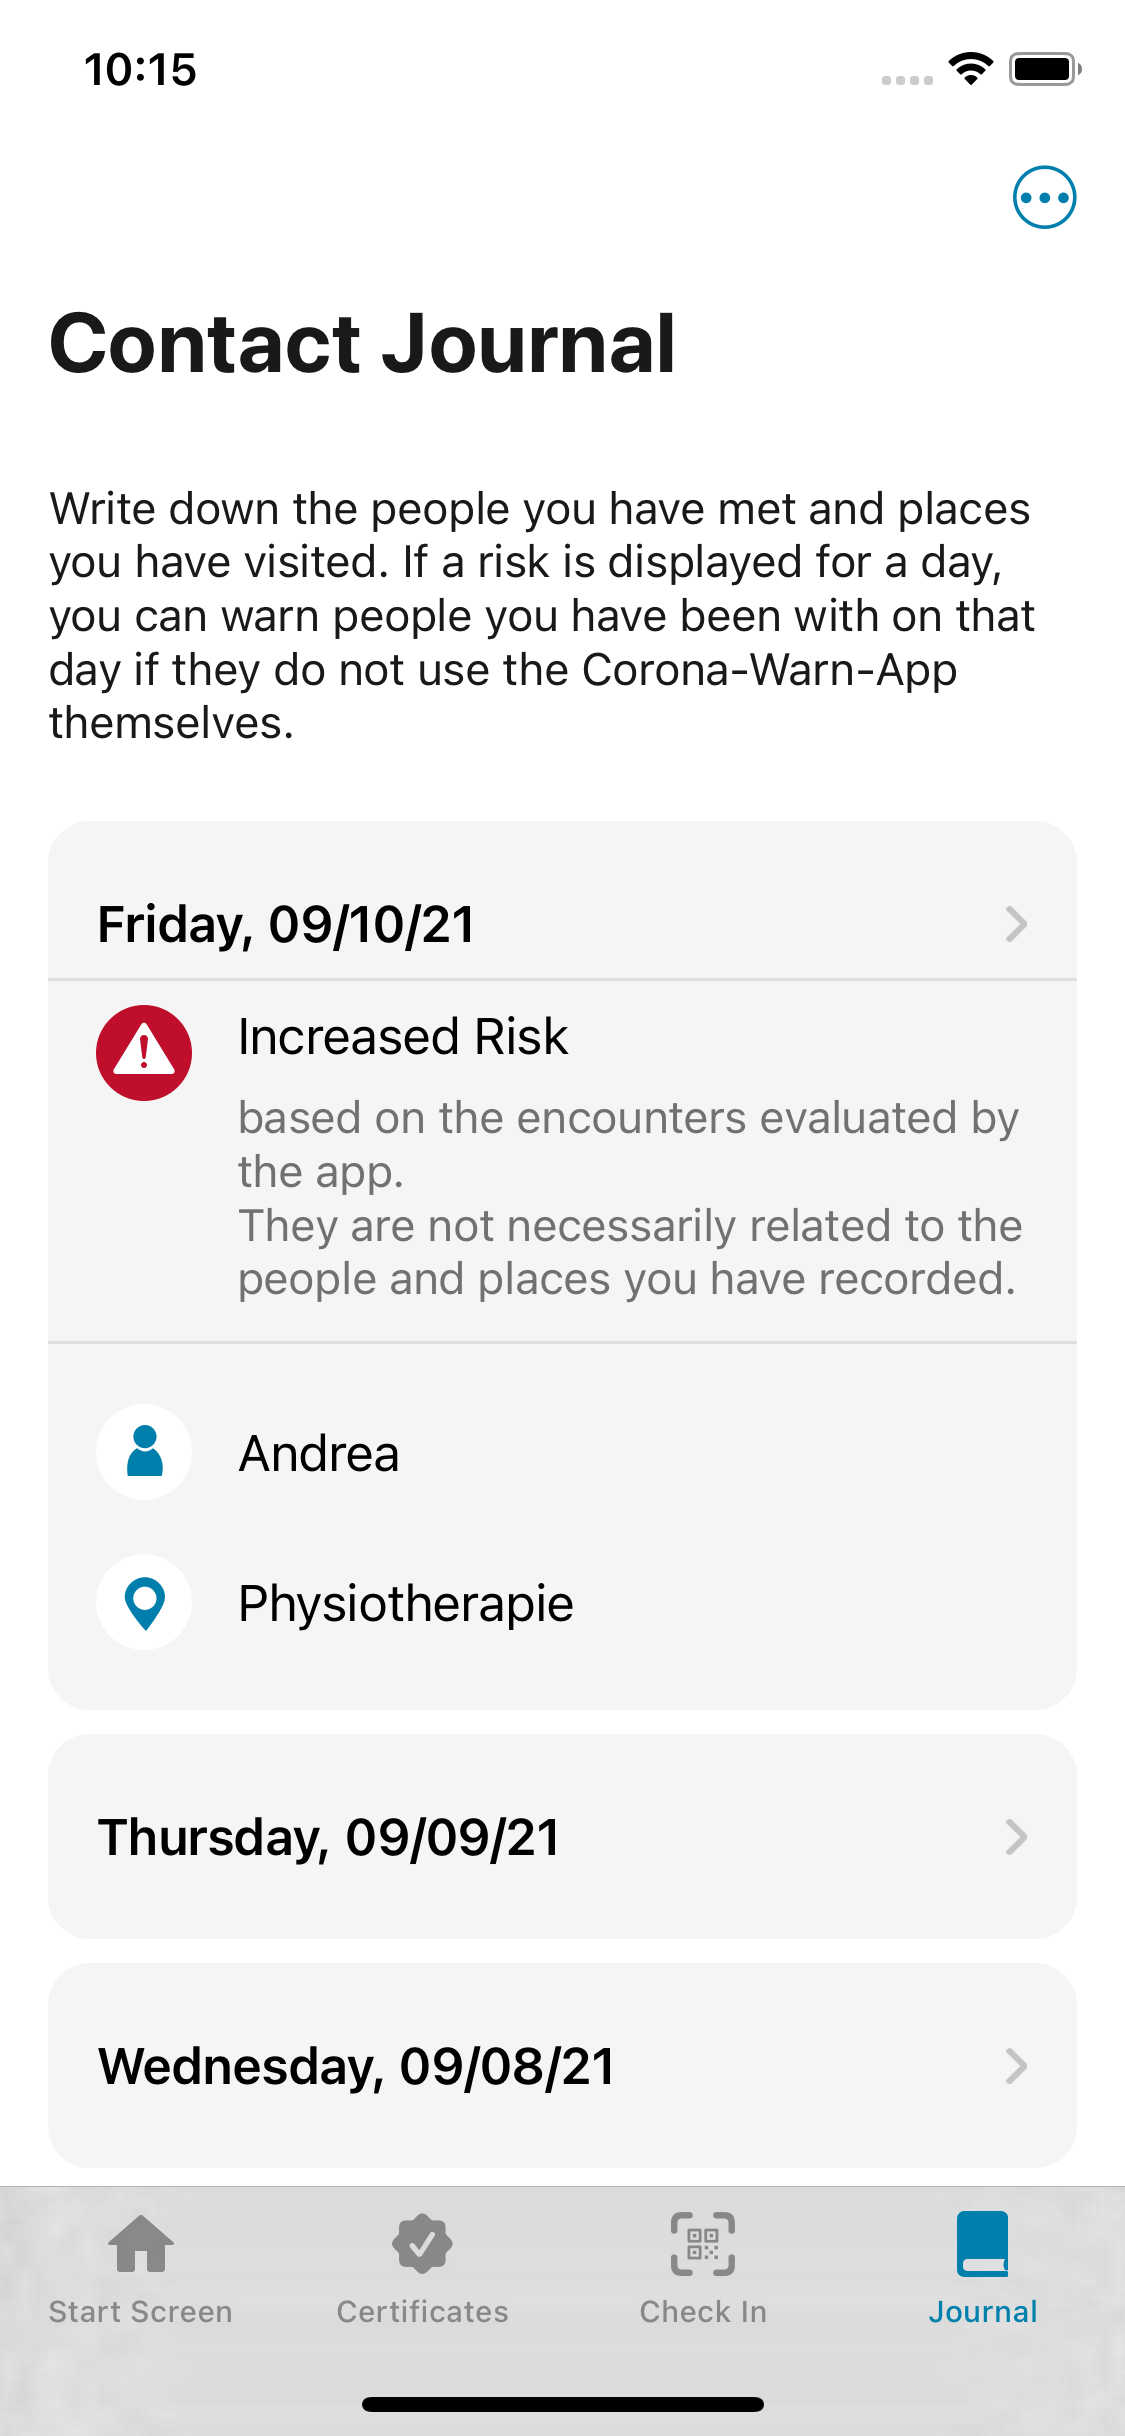 10:15
Contact Journal
Write down the people you have met and places
you have visited. If a risk is displayed for a day,
you can warn people you have been with on that
day if they do not use the Corona-Warn-App
themselves.
Friday, 09/10/21
Increased Risk
based on the encounters evaluated by
the app.
They are not necessarily related to the
people and places you have recorded.
Andrea
Physiotherapie
Thursday, 09/09/21
Wednesday, 09/08/21
Start Screen
Certificates
Check In
Journal